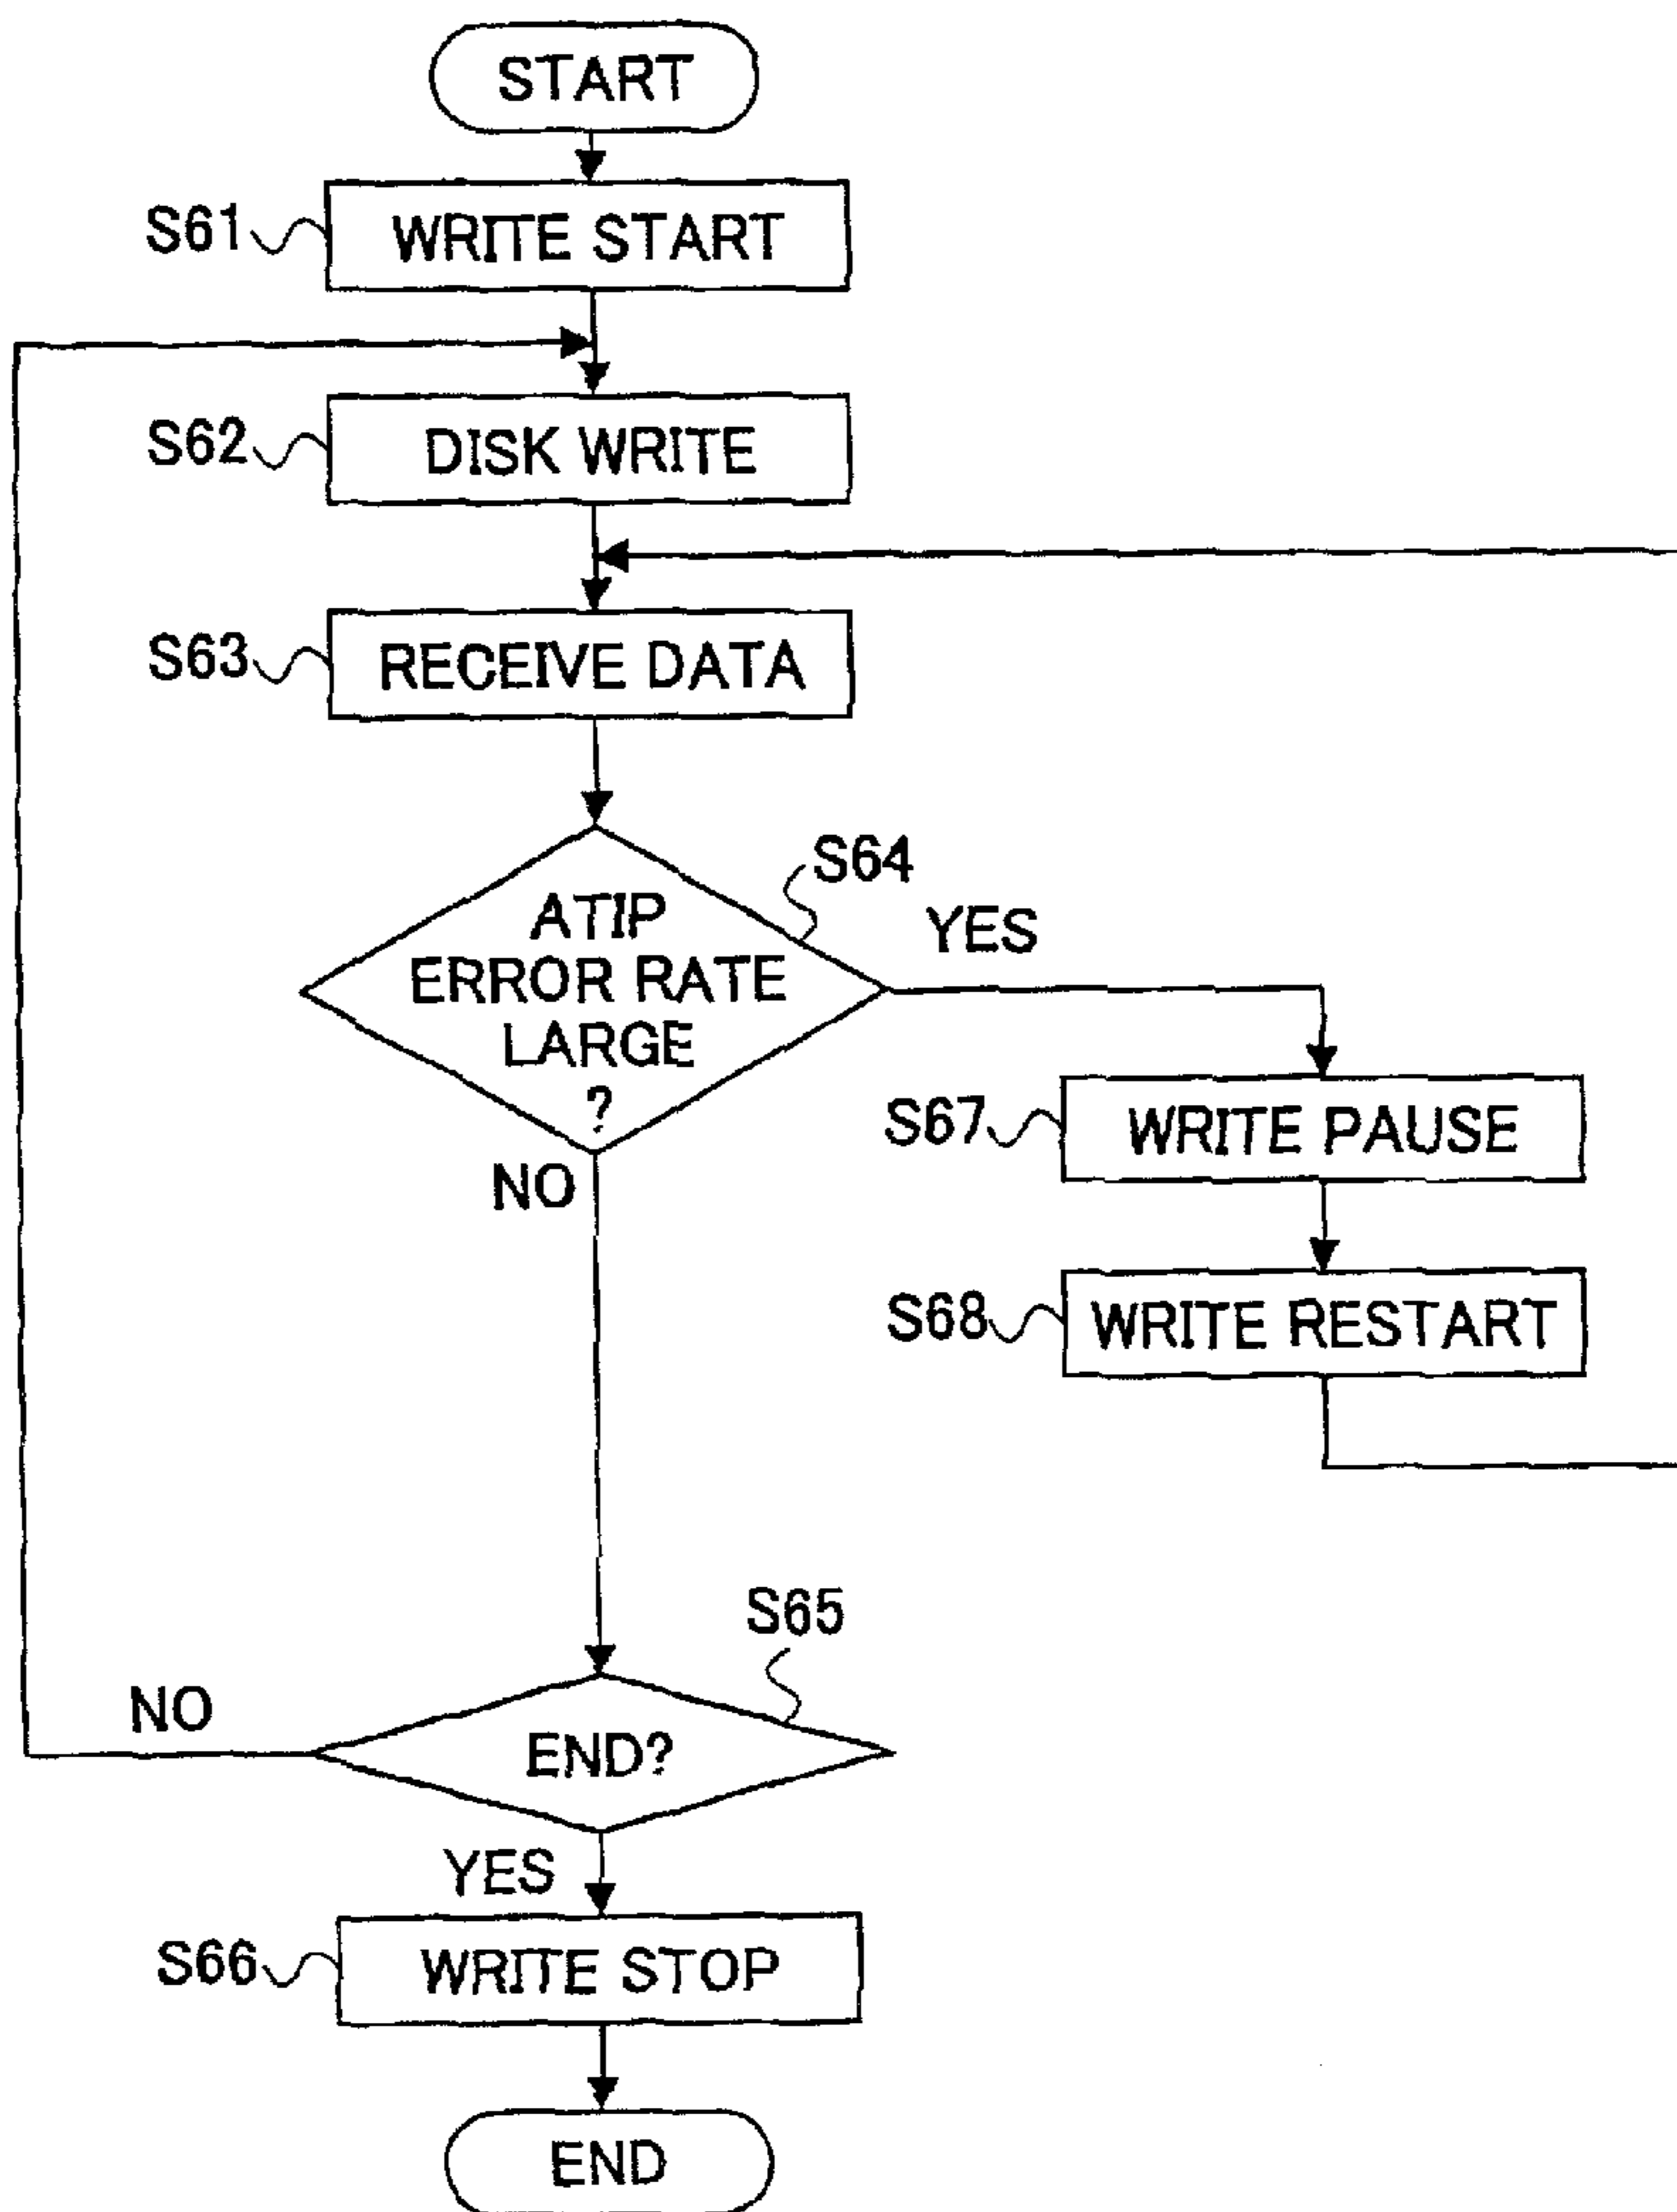 START
S61
WRITE START
S62
DISK WRITE
S63
RECEIVE DATA
S64
ATIP
ERROR RATE
LARGE
?
YES
NO
S67
WRITE PAUSE
S68
WRITE RESTART
S65
END?
NO
YES
S66
WRITE STOP
END